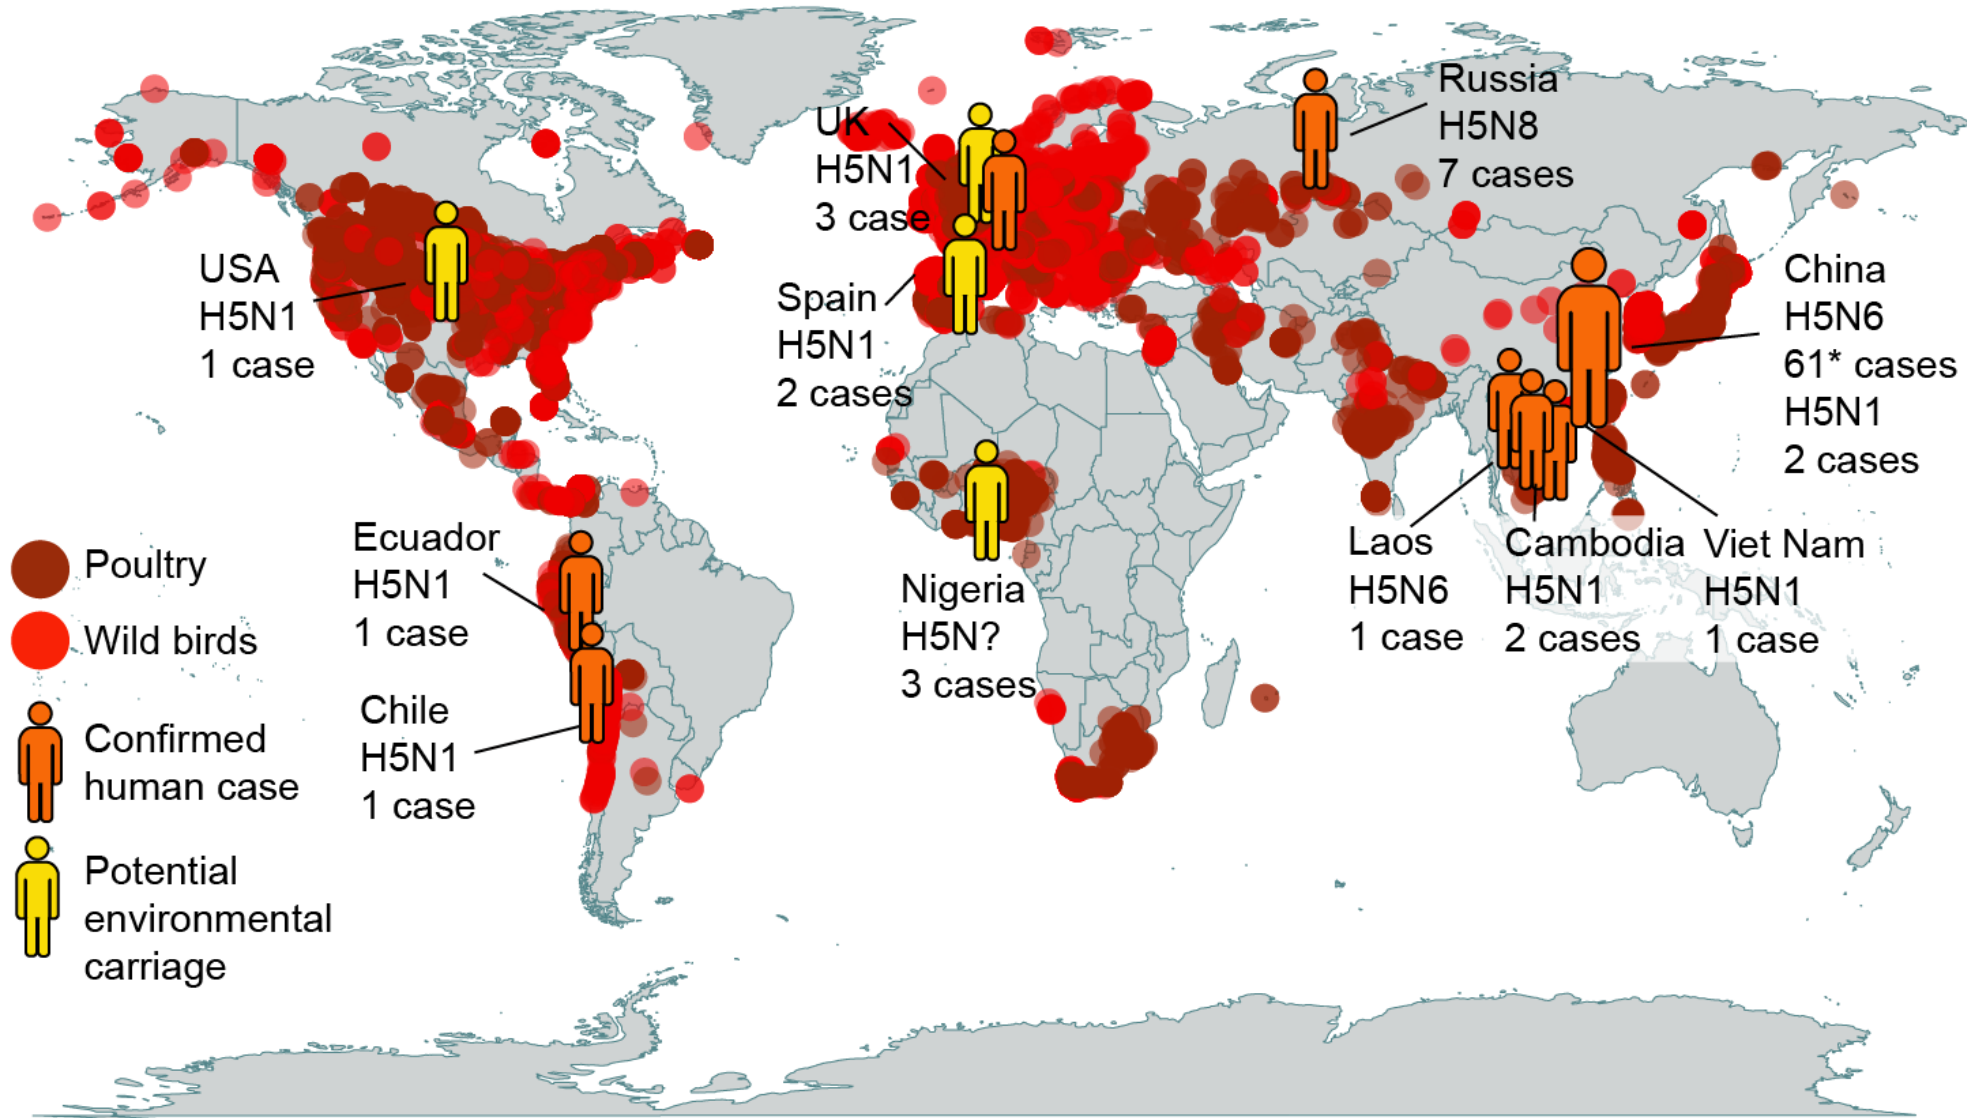 Russia
H5N8
7 cases
UK
H5N1
3 case
USA
H5N1
1 case
Spain
H5N1
2 cases
China
H5N6
61* cases
H5N1
2 cases
Poultry
Wild birds
Confirmed
human case
Potential
environmental
carriage
Ecuador
H5N1
1 case
Chile
H5N1
1 case
Nigeria
H5N?
3 cases
Laos
H5N6
1 case
Cambodia
H5N1
2 cases
Viet Nam
H5N1
1 case